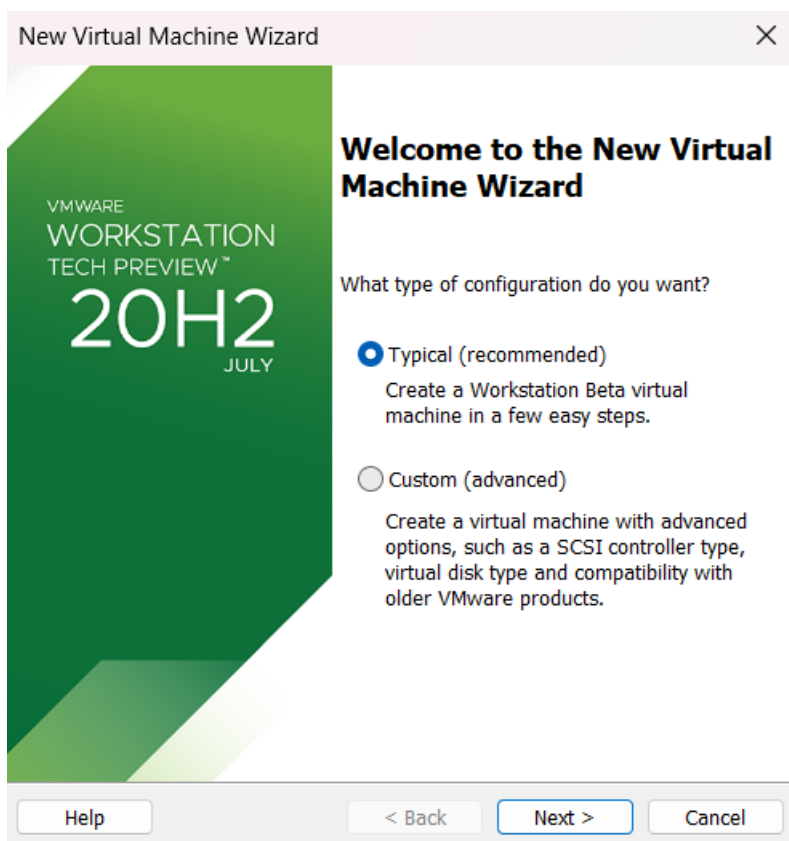 New Virtual Machine Wizard
VMWARE
WORKSTATION
TECH PREVIEW™
20H2
JULY
Welcome to the New Virtual
Machine Wizard
What type of configuration do you want?
Typical (recommended)
Create a Workstation Beta virtual
machine in a few easy steps.
Custom (advanced)
Create a virtual machine with advanced
options, such as a SCSI controller type,
virtual disk type and compatibility with
older VMware products.
Help
< Back
Next >
Cancel